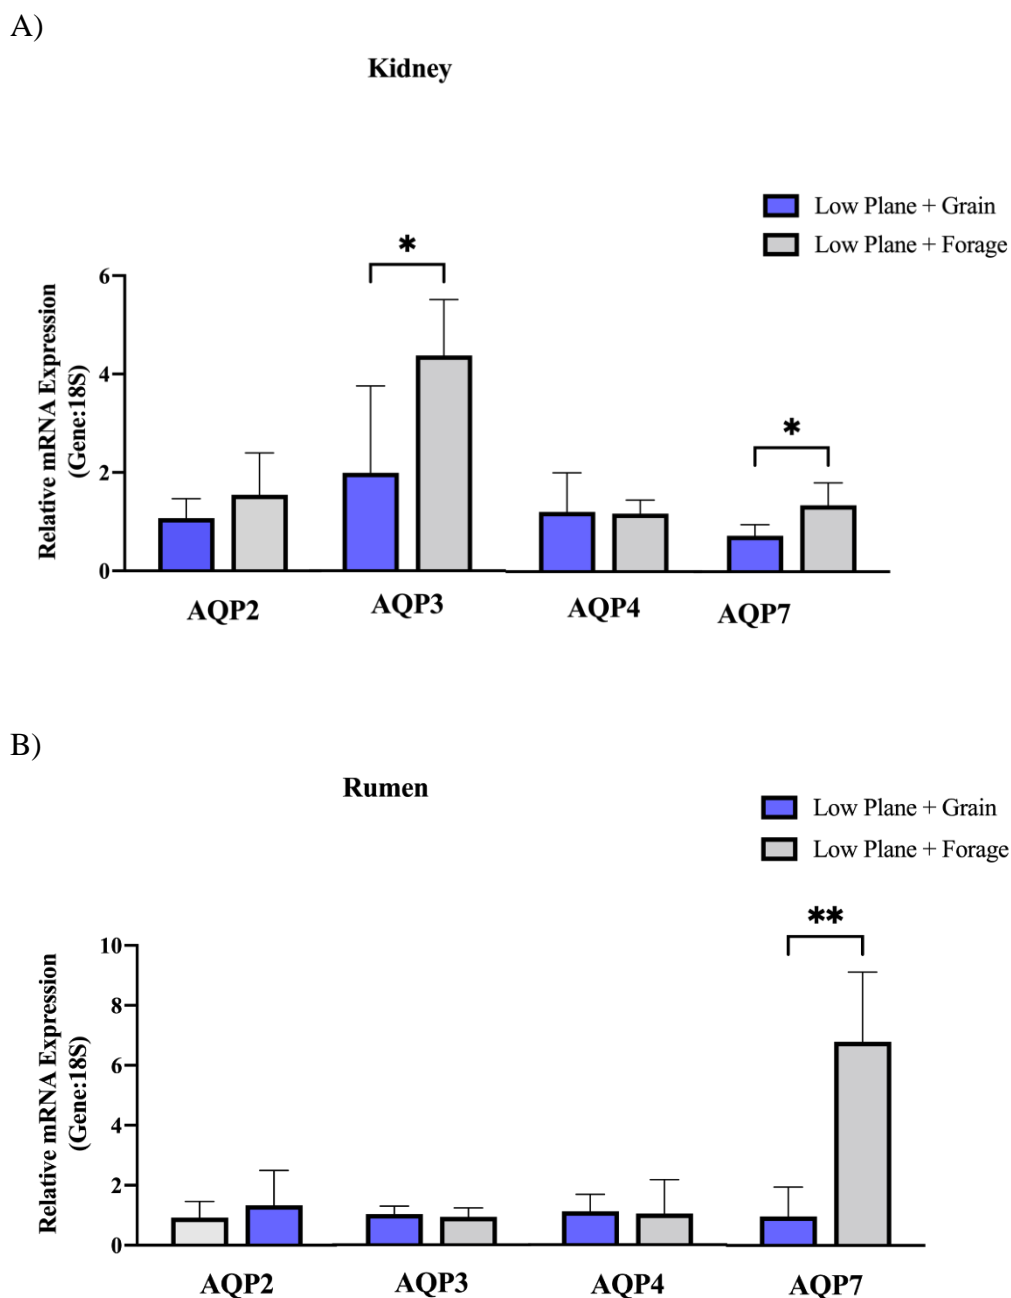 A)
Kidney
Low Plane + Grain
Low Plane + Forage
*
*
Relative mRNA Expression
(Gene:18S)
6
4
2
0
AQP2 AQP3 AQP4 AQP7
B)
Rumen
Low Plane + Grain
Low Plane + Forage
**
Relative mRNA Expression
(Gene:18S)
10
8
6
4
2
0
AQP2 AQP3 AQP4 AQP7